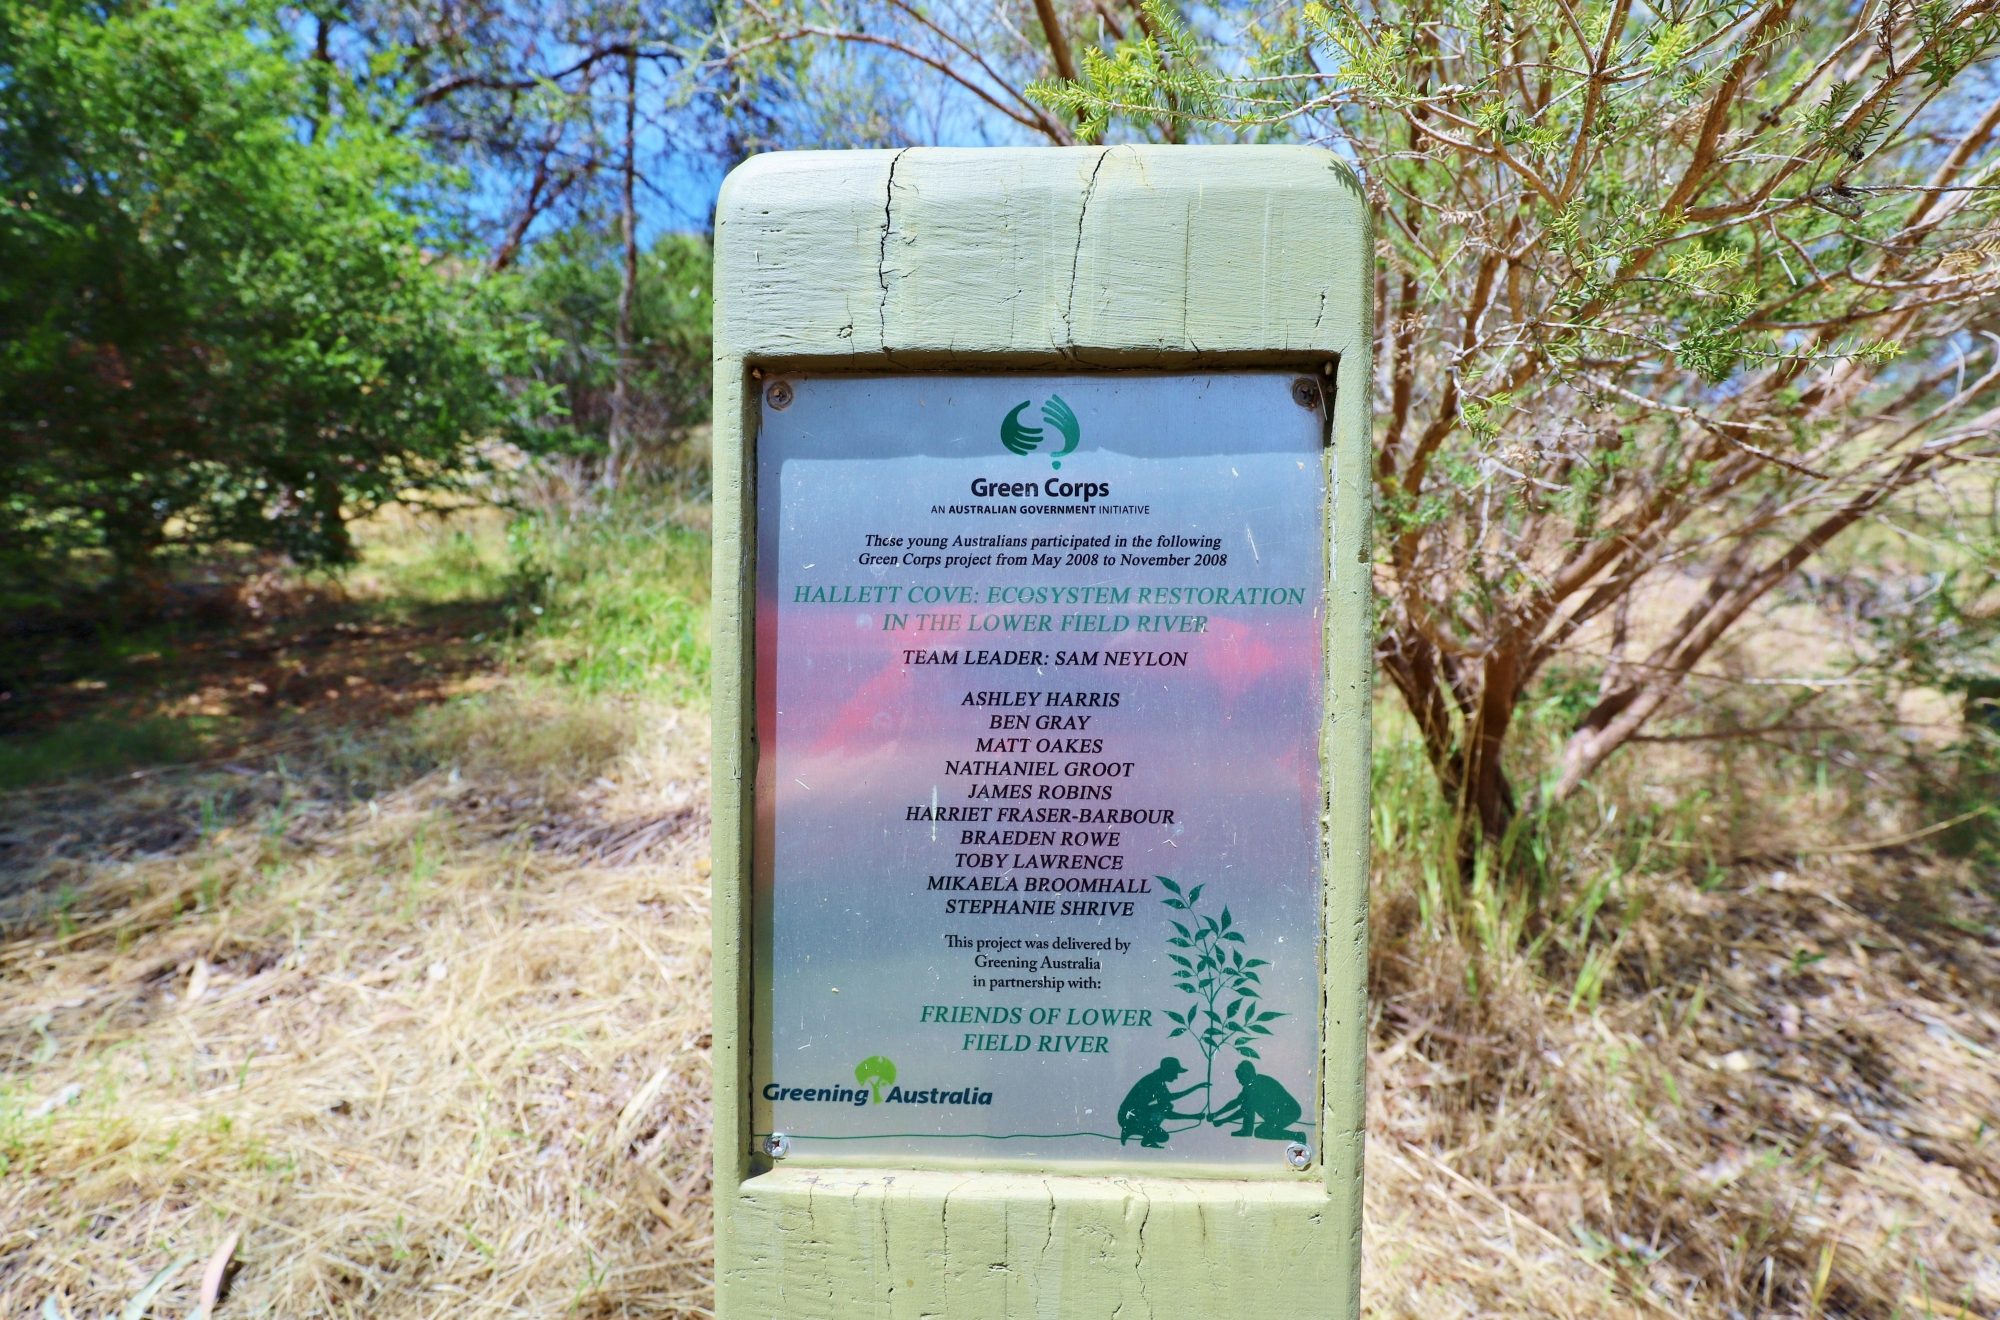 Green Corps
AN AUSTRALIAN GOVERNMENT INITIATIVE
These young Australians participated in the following
Green Corps project from May 2008 to November 2008
HALLETT COVE: ECOSYSTEM RESTORATION
IN THE LOWER FIELD RIVER
TEAM LEADER: SAM NEYLON
ASHLEY HARRIS
BEN GRAY
MATT OAKES
NATHANIEL GROOT
JAMES ROBINS
HARRIET FRASER-BARBOUR
BRAEDEN ROWE
TOBY LAWRENCE
MIKAELA BROOMHALL
STEPHANIE SHRIVE
This project was delivered by
Greening Australia
in partnership with:
FRIENDS OF LOWER
FIELD RIVER
Greening Australia